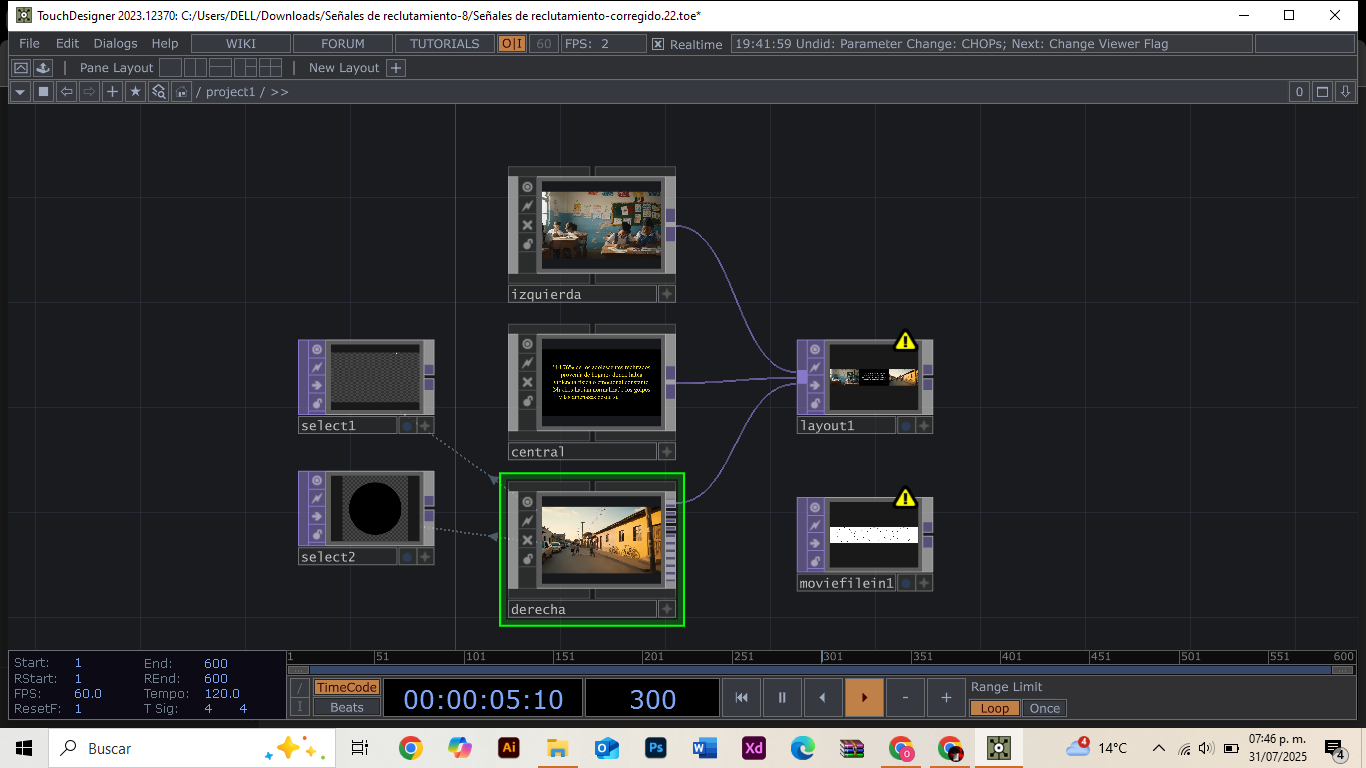 TouchDesigner 2023.12370: C:/Users/DELL/Downloads/Señales de reclutamiento-8/Señales de reclutamiento-corregido.22.toe*
File Edit Dialogs Help WIKI FORUM TUTORIALS O|I 60 FPS: 2 Realtime 19:41:59 Undid: Parameter Change: CHOPs; Next: Change Viewer Flag
Pane Layout New Layout +
/ project1 / >> 0
izquierda
select1
central
layout1
select2
derecha
moviefilein1
1 51 101 151 201 251 301 351 401 451 501 551 600
Start: 1 End: 600
RStart: 1 REnd: 600
FPS: 60.0 Tempo: 120.0
ResetF: 1 T Sig: 4 4
TimeCode
Beats
00:00:05:10
300
- +
Range Limit
Loop Once
Buscar
Ai
Ps
Xd
4
14°C
07:46 p. m.
31/07/2025
4